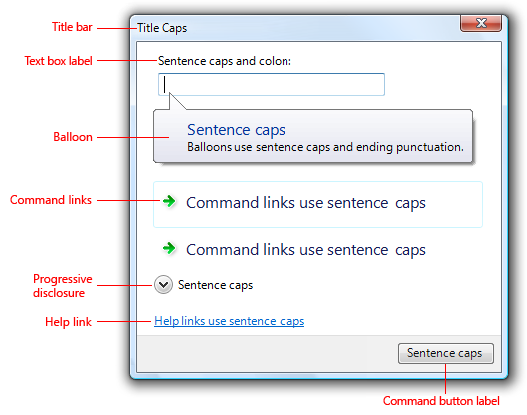 Title bar
Title Caps
Text box label
Sentence caps and colon:
Balloon
Sentence caps
Balloons use sentence caps and ending punctuation.
Command links
Command links use sentence caps
Command links use sentence caps
Progressive
disclosure
Sentence caps
Help link
Help links use sentence caps
Sentence caps
Command button label